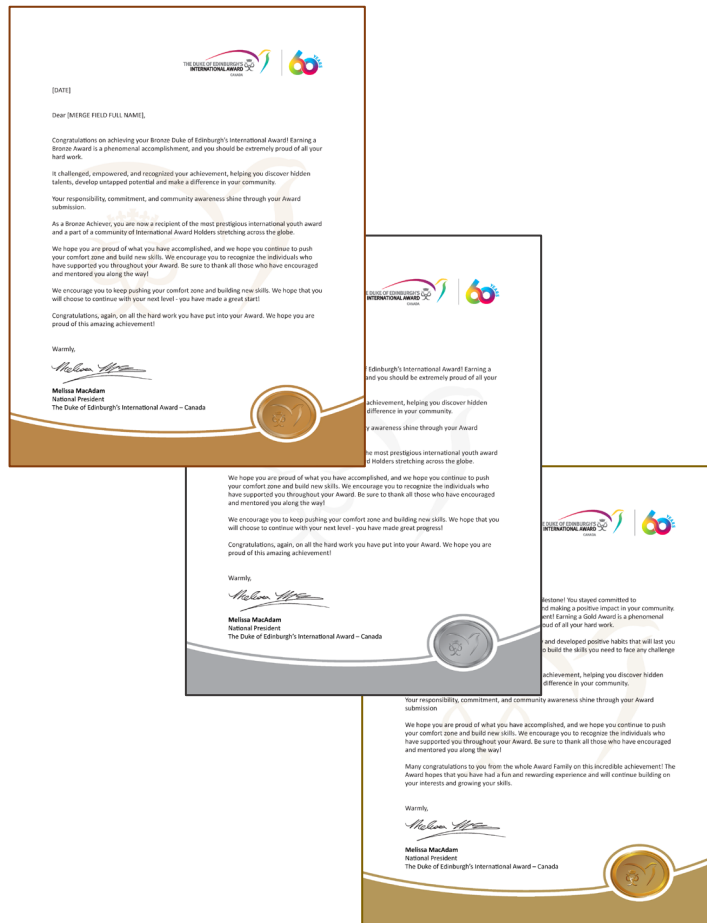 THE DUKE OF EDINBURGH'S
INTERNATIONAL AWARD
CANADA
60 YEARS
[DATE]
Dear [MERGE FIELD FULL NAME],
Congratulations on achieving your Bronze Duke of Edinburgh's International Award! Earning a
Bronze Award is a phenomenal accomplishment, and you should be extremely proud of all your
hard work.
It challenged, empowered, and recognized your achievement, helping you discover hidden
talents, develop untapped potential and make a difference in your community.
Your responsibility, commitment, and community awareness shine through your Award
submission.
As a Bronze Achiever, you are now a recipient of the most prestigious international youth award
and a part of a community of International Award Holders stretching across the globe.
We hope you are proud of what you have accomplished, and we hope you continue to push
your comfort zone and build new skills. We encourage you to recognize the individuals who
have supported you throughout your Award. Be sure to thank all those who have encouraged
and mentored you along the way!
We encourage you to keep pushing your comfort zone and building new skills. We hope that you
will choose to continue with your next level - you have made a great start!
Congratulations, again, on all the hard work you have put into your Award. We hope you are
proud of this amazing achievement!
Warmly,
Melissa MacAdam
National President
The Duke of Edinburgh's International Award – Canada
E DUKE OF EDINBURGH'S
INTERNATIONAL AWARD
CANADA
60 YEARS
Edinburgh's International Award! Earning a
and you should be extremely proud of all your
achievement, helping you discover hidden
difference in your community.
y awareness shine through your Award
he most prestigious international youth award
d Holders stretching across the globe.
We hope you are proud of what you have accomplished, and we hope you continue to push
your comfort zone and build new skills. We encourage you to recognize the individuals who
have supported you throughout your Award. Be sure to thank all those who have encouraged
and mentored you along the way!
We encourage you to keep pushing your comfort zone and building new skills. We hope that you
will choose to continue with your next level - you have made great progress!
Congratulations, again, on all the hard work you have put into your Award. We hope you are
proud of this amazing achievement!
Warmly,
Melissa MacAdam
National President
The Duke of Edinburgh's International Award – Canada
E DUKE OF EDINBURGH'S
INTERNATIONAL AWARD
CANADA
60 YEARS
ilestone! You stayed committed to
nd making a positive impact in your community.
ent! Earning a Gold Award is a phenomenal
oud of all your hard work.
and developed positive habits that will last you
o build the skills you need to face any challenge
achievement, helping you discover hidden
difference in your community.
Your responsibility, commitment, and community awareness shine through your Award
submission
We hope you are proud of what you have accomplished, and we hope you continue to push
your comfort zone and build new skills. We encourage you to recognize the individuals who
have supported you throughout your Award. Be sure to thank all those who have encouraged
and mentored you along the way!
Many congratulations to you from the whole Award Family on this incredible achievement! The
Award hopes that you have had a fun and rewarding experience and will continue building on
your interests and growing your skills.
Warmly,
Melissa MacAdam
National President
The Duke of Edinburgh's International Award – Canada